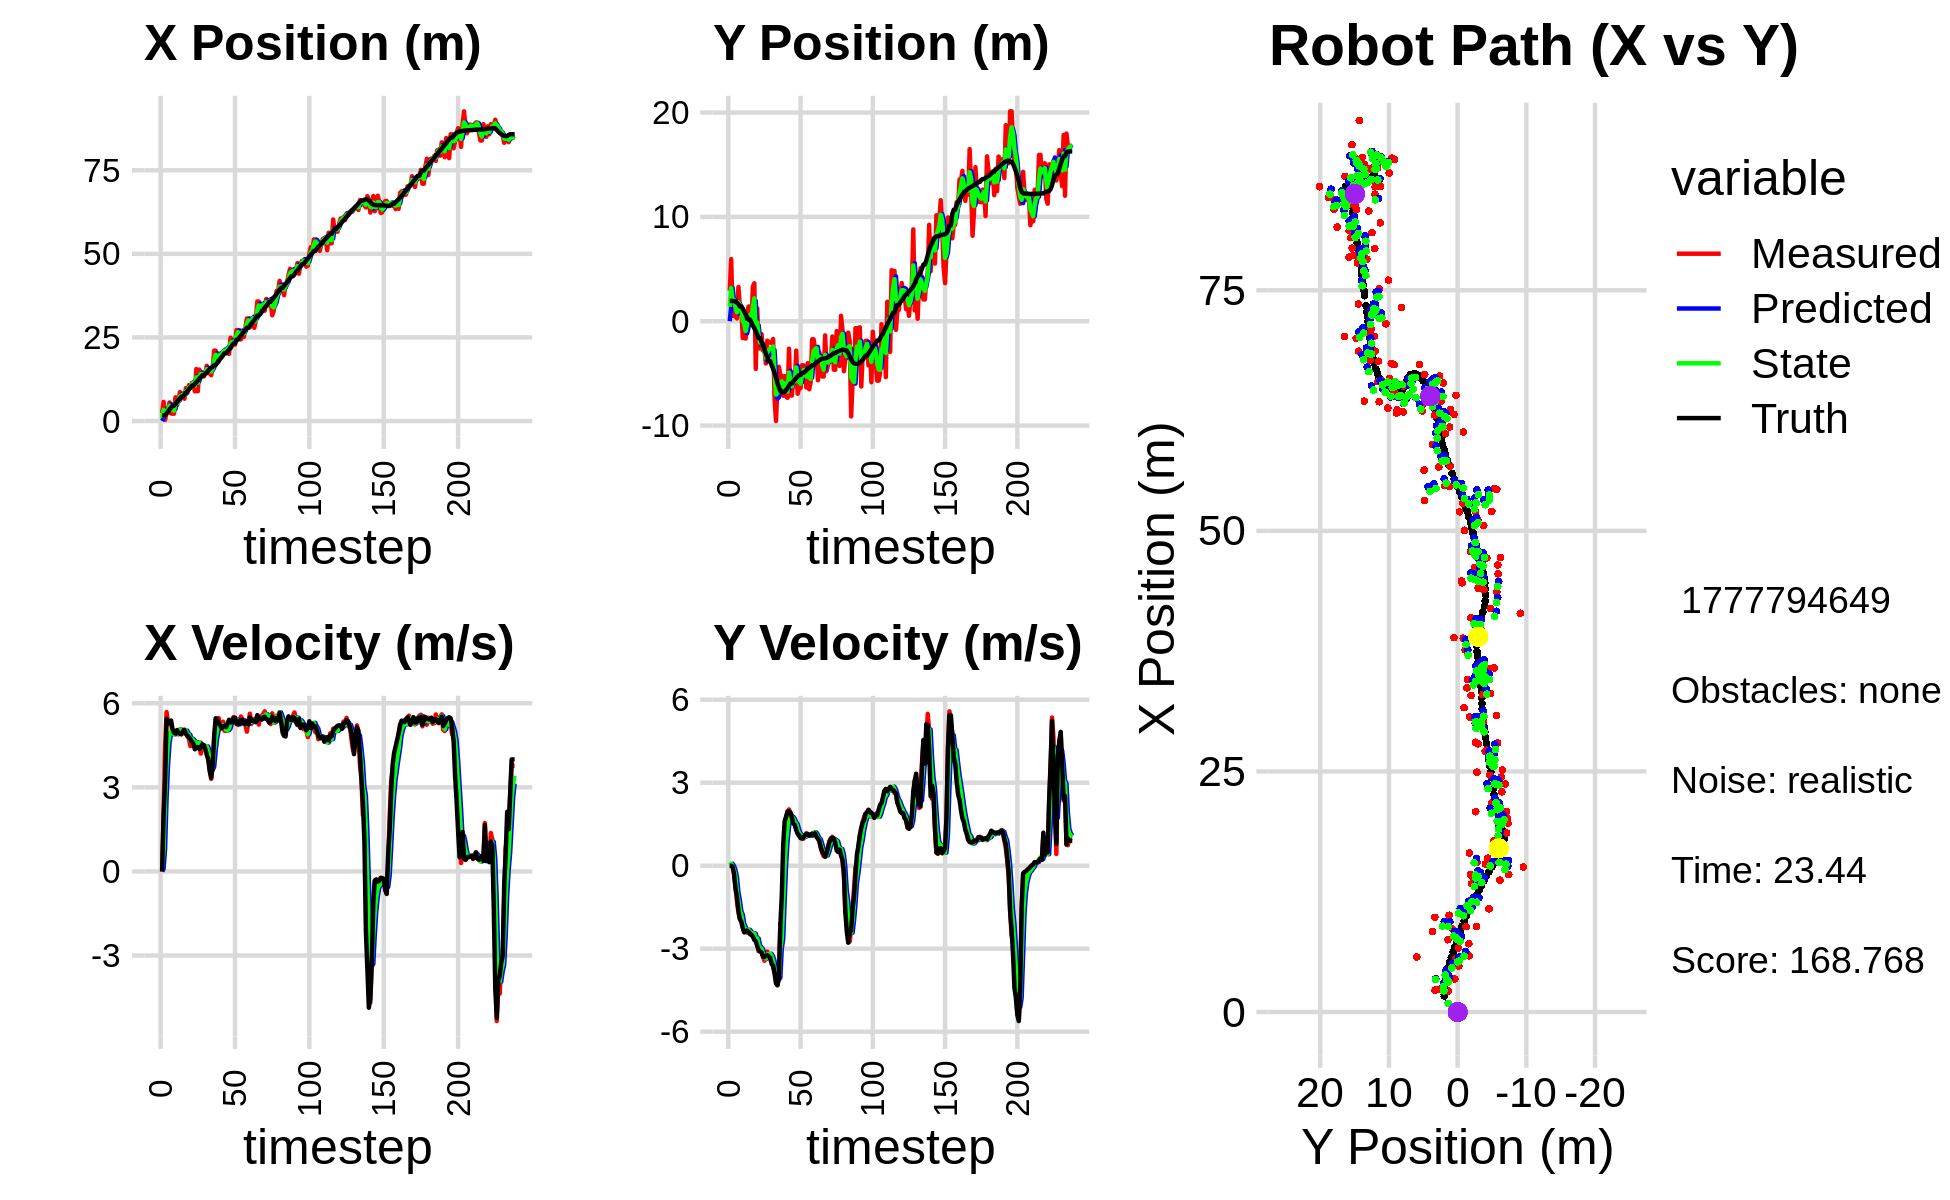 X Position (m)
75
50
25
0
0 50 100 150 200
timestep
Y Position (m)
20
10
0
-10
0 50 100 150 200
timestep
X Velocity (m/s)
6
3
0
-3
0 50 100 150 200
timestep
Y Velocity (m/s)
6
3
0
-3
-6
0 50 100 150 200
timestep
Robot Path (X vs Y)
X Position (m)
75
50
25
0
20 10 0 -10 -20
Y Position (m)
variable
Measured
Predicted
State
Truth
1777794649
Obstacles: none
Noise: realistic
Time: 23.44
Score: 168.768